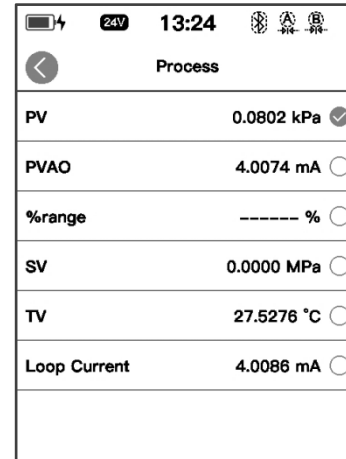 24V 13:24 A B
Process
PV 0.0802 kPa
PVAO 4.0074 mA
%range ------ %
SV 0.0000 MPa
TV 27.5276 °C
Loop Current 4.0086 mA